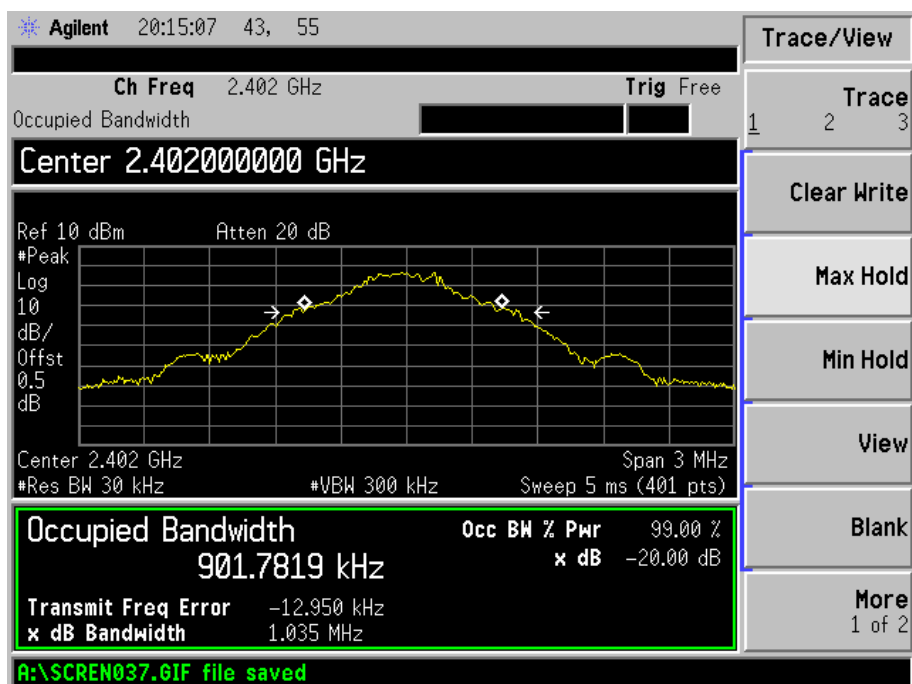 Agilent 20:15:07 43, 55
Trace/View
Ch Freq 2.402 GHz Trig Free
Occupied Bandwidth
Center 2.402000000 GHz
Ref 10 dBm Atten 20 dB
#Peak
Log
10
dB/
Offst
0.5
dB
Center 2.402 GHz Span 3 MHz
#Res BW 30 kHz #VBW 300 kHz Sweep 5 ms (401 pts)
Occupied Bandwidth Occ BW % Pwr 99.00 %
901.7819 kHz x dB -20.00 dB
Transmit Freq Error -12.950 kHz
x dB Bandwidth 1.035 MHz
A:\SCREN037.GIF file saved
Trace
1 2 3
Clear Write
Max Hold
Min Hold
View
Blank
More
1 of 2